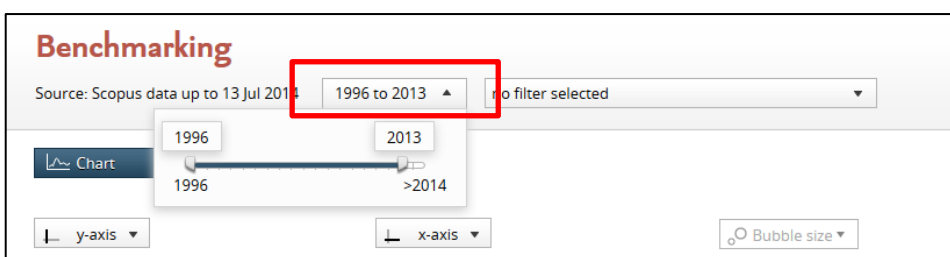 Benchmarking
Source: Scopus data up to 13 Jul 2014 1996 to 2013 no filter selected
1996 2013
Chart
1996 >2014
y-axis x-axis Bubble size